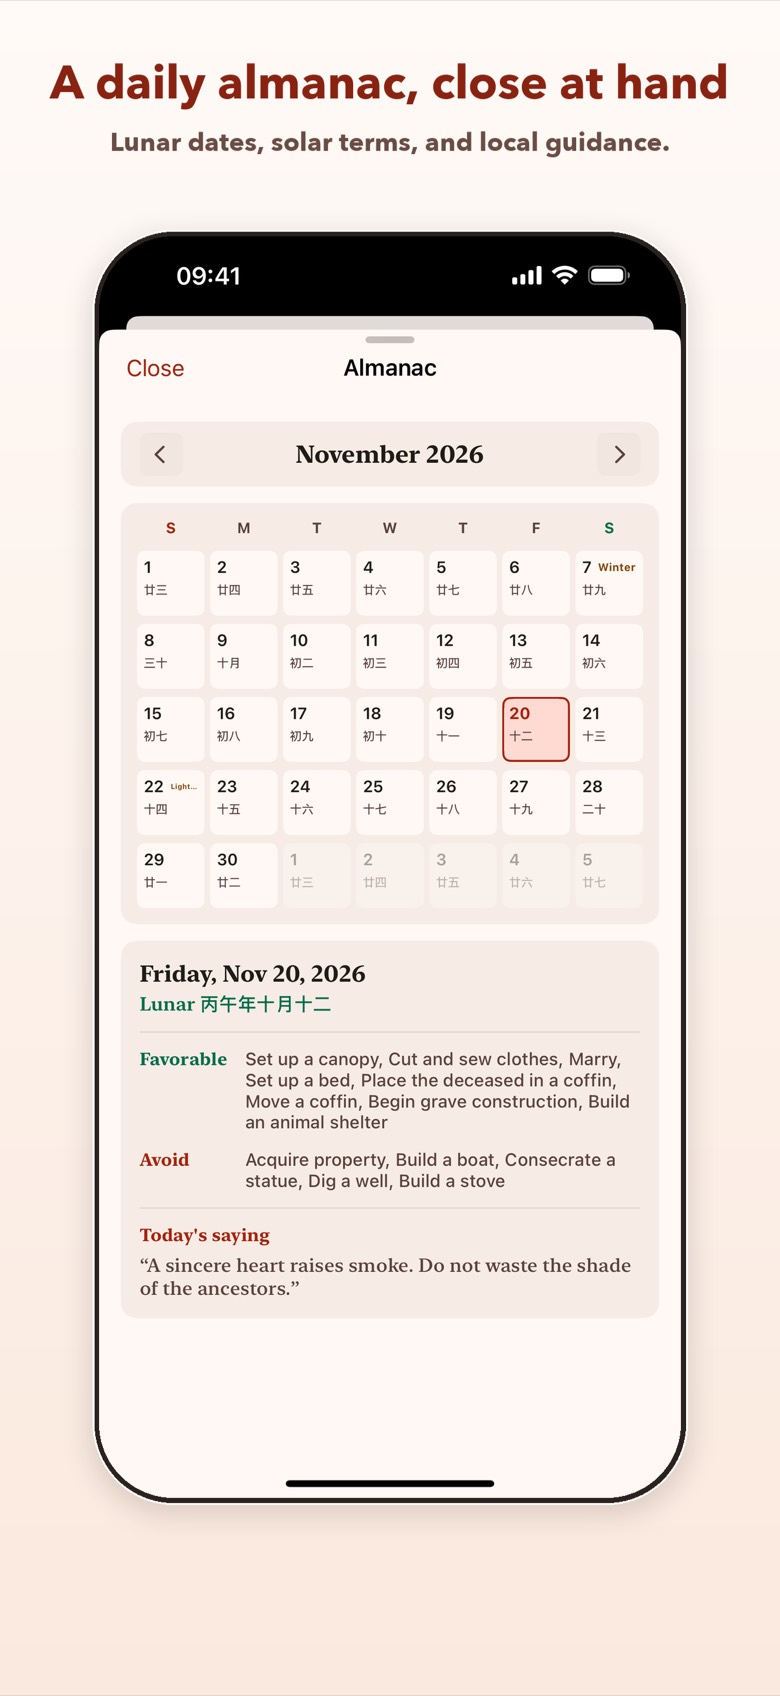 A daily almanac, close at hand
Lunar dates, solar terms, and local guidance.
09:41
Close
Almanac
November 2026
S M T W T F S
1 2 3 4 5 6 7 Winter
廿三 廿四 廿五 廿六 廿七 廿八 廿九
8 9 10 11 12 13 14
三十 十月 初二 初三 初四 初五 初六
15 16 17 18 19 20 21
初七 初八 初九 初十 十一 十二 十三
22 Light... 23 24 25 26 27 28
十四 十五 十六 十七 十八 十九 二十
29 30 1 2 3 4 5
廿一 廿二 廿三 廿四 廿五 廿六 廿七
Friday, Nov 20, 2026
Lunar 丙午年十月十二
Favorable Set up a canopy, Cut and sew clothes, Marry,
Set up a bed, Place the deceased in a coffin,
Move a coffin, Begin grave construction, Build
an animal shelter
Avoid Acquire property, Build a boat, Consecrate a
statue, Dig a well, Build a stove
Today's saying
“A sincere heart raises smoke. Do not waste the shade
of the ancestors.”